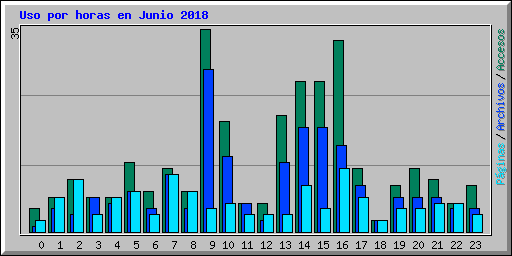 Uso por horas en Junio 2018
35
Páginas / Archivos / Accesos
0 1 2 3 4 5 6 7 8 9 10 11 12 13 14 15 16 17 18 19 20 21 22 23